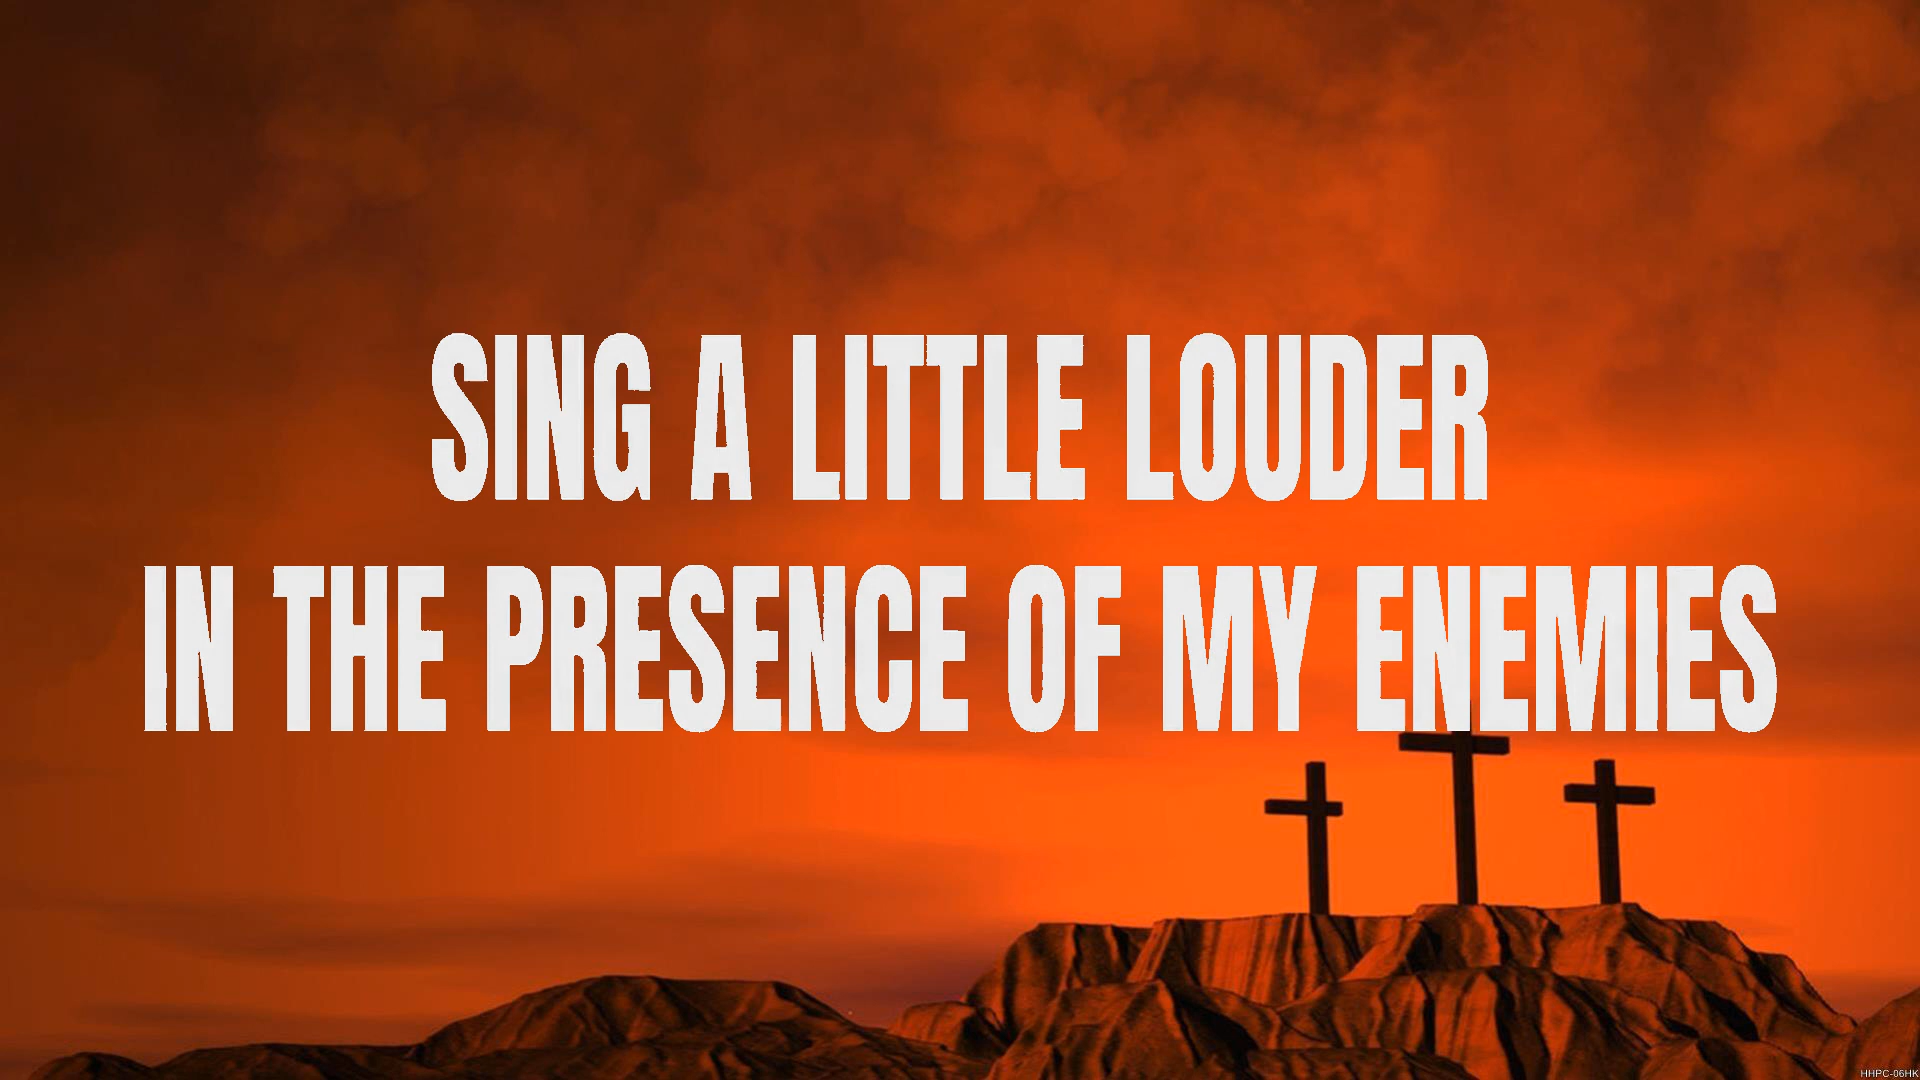 SING A LITTLE LOUDER
IN THE PRESENCE OF MY ENEMIES
HHPC-06HK